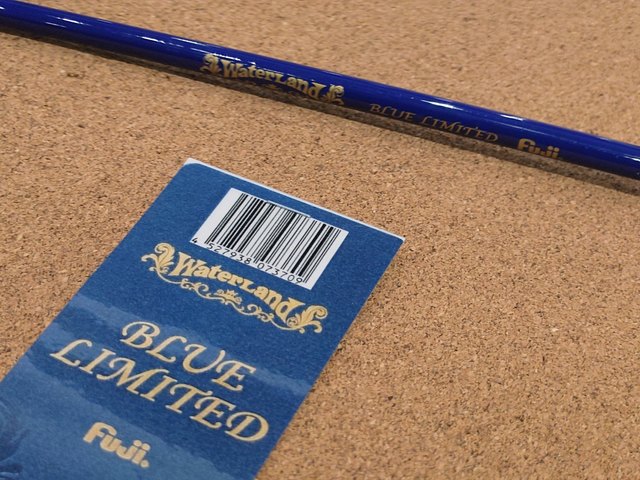 WaterLand
BLUE LIMITED
Fuji
4 527938 073709
WaterLand
BLUE
LIMITED
Fuji.